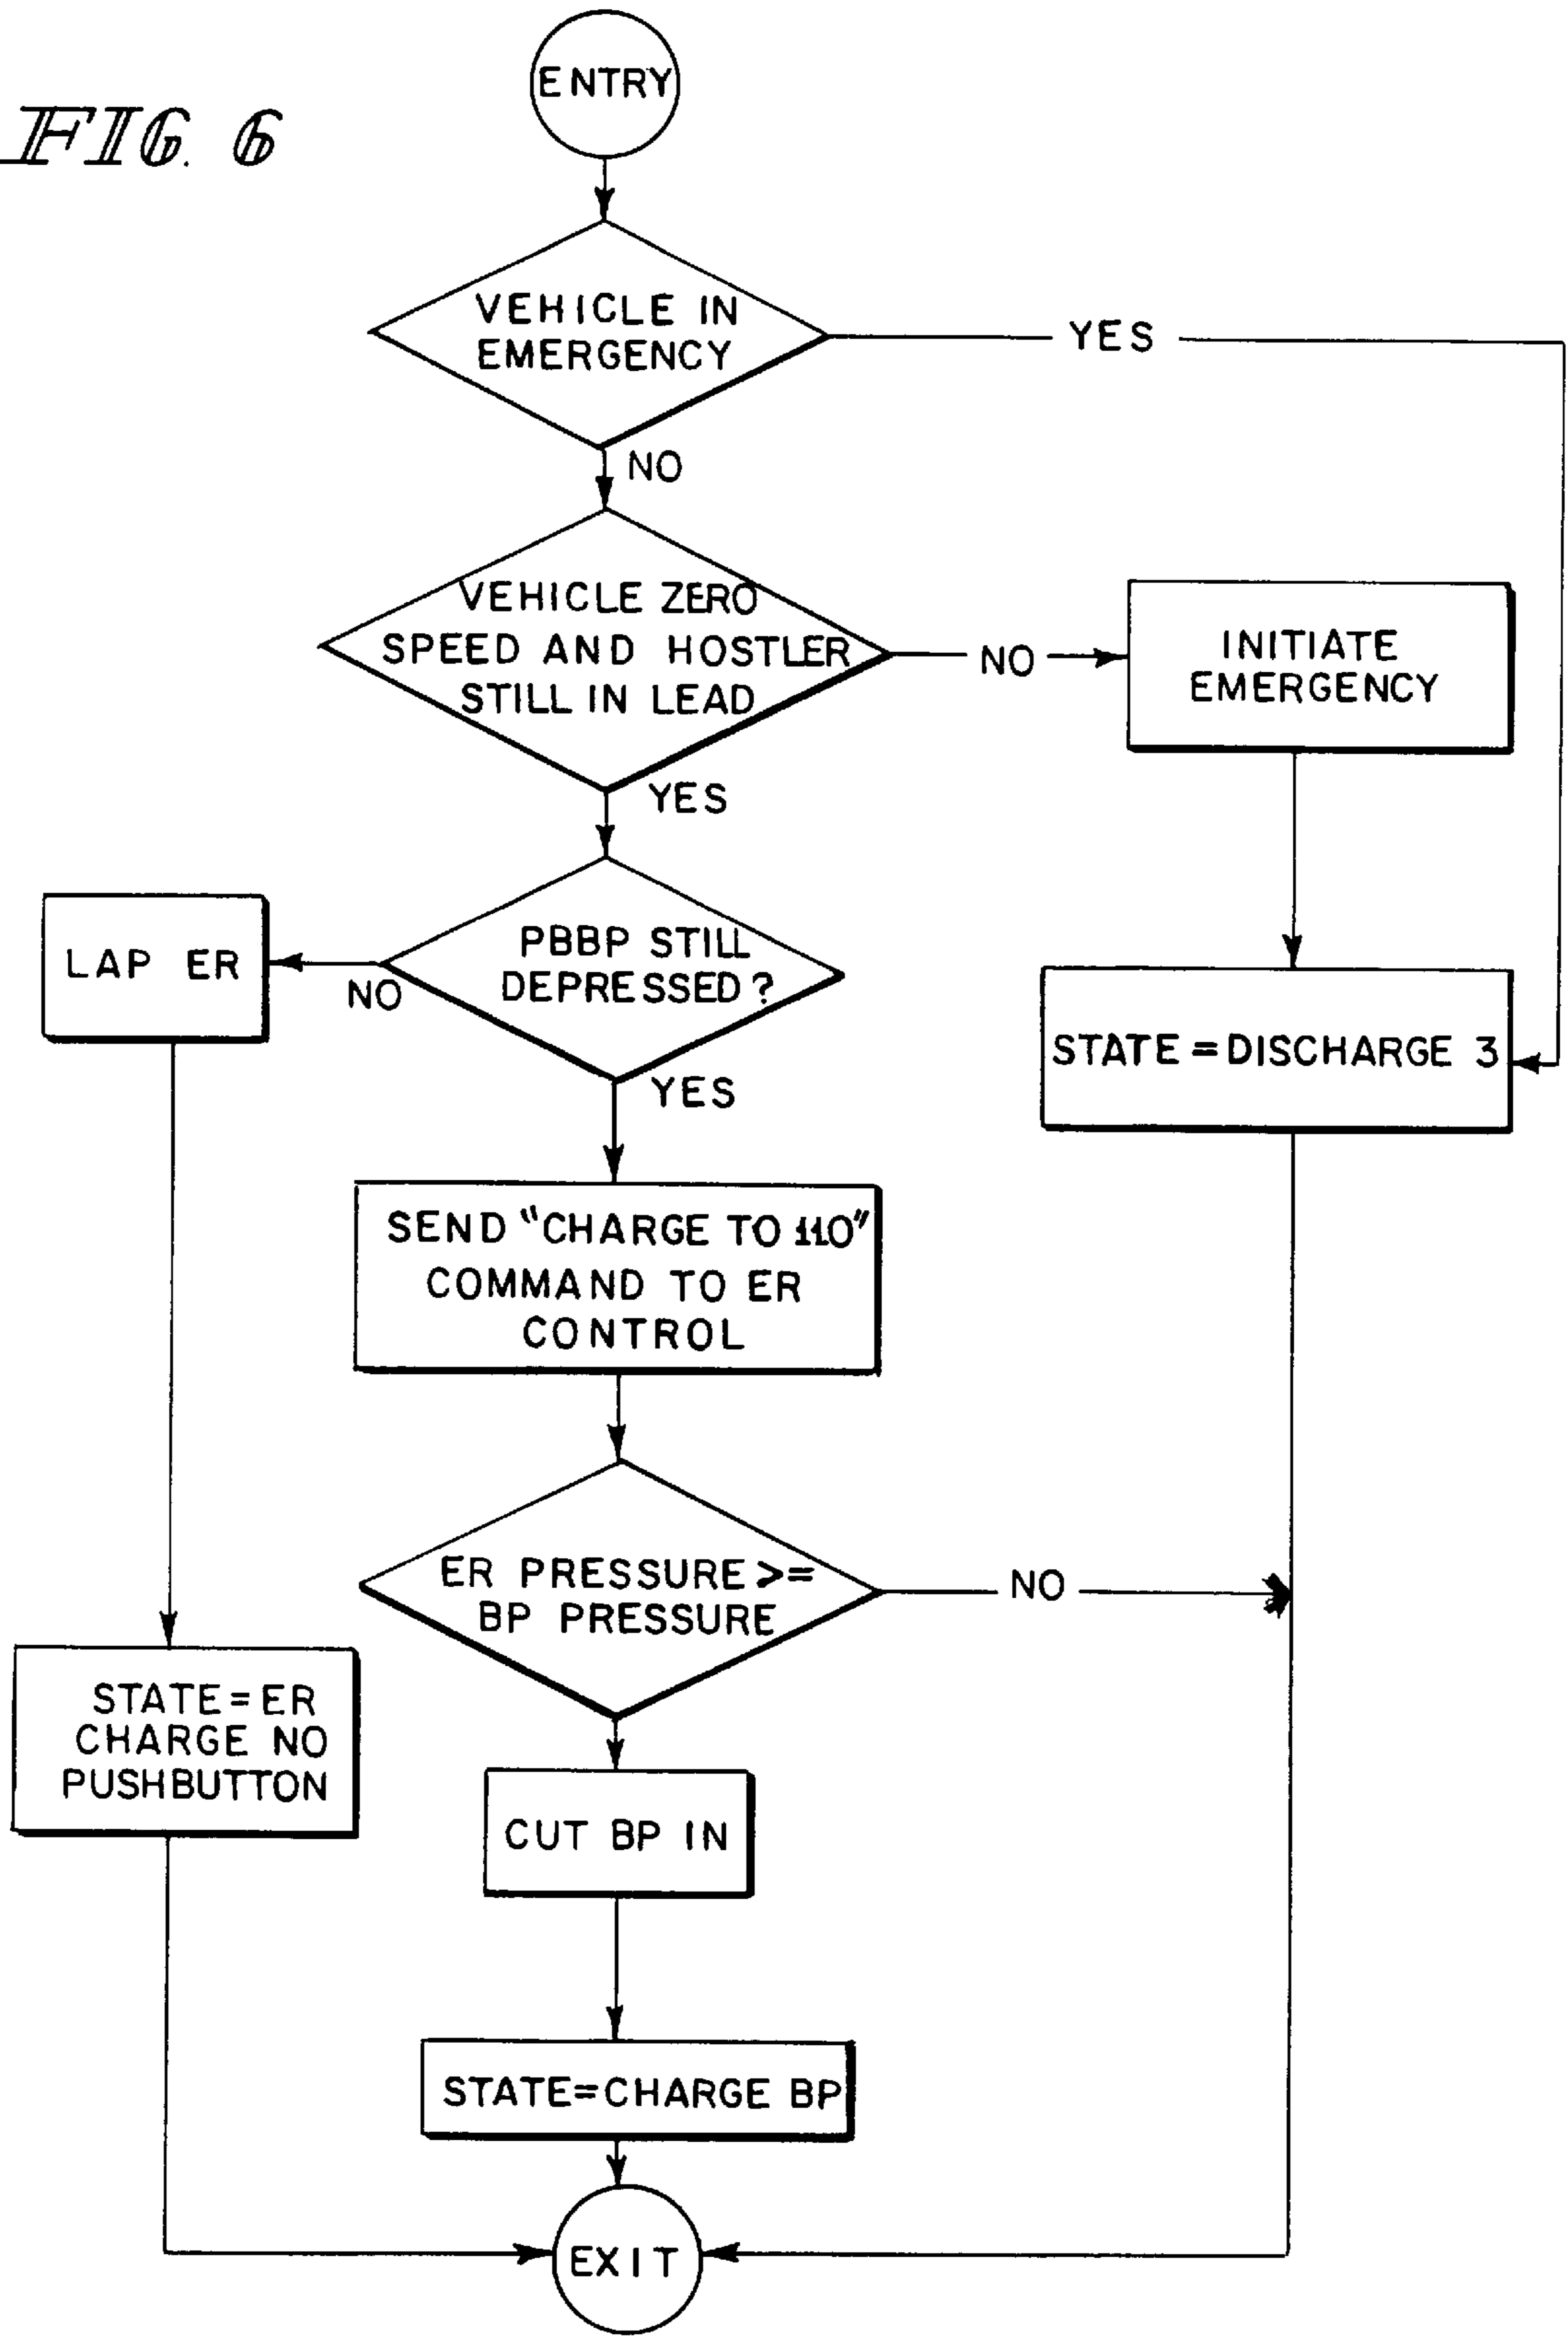 FIG. 6
ENTRY
VEHICLE IN
EMERGENCY
YES
NO
VEHICLE ZERO
SPEED AND HOSTLER
STILL IN LEAD
NO
INITIATE
EMERGENCY
YES
LAP ER
NO
PBBP STILL
DEPRESSED?
YES
STATE = DISCHARGE 3
SEND "CHARGE TO 110"
COMMAND TO ER
CONTROL
ER PRESSURE >=
BP PRESSURE
NO
STATE = ER
CHARGE NO
PUSHBUTTON
CUT BP IN
STATE=CHARGE BP
EXIT